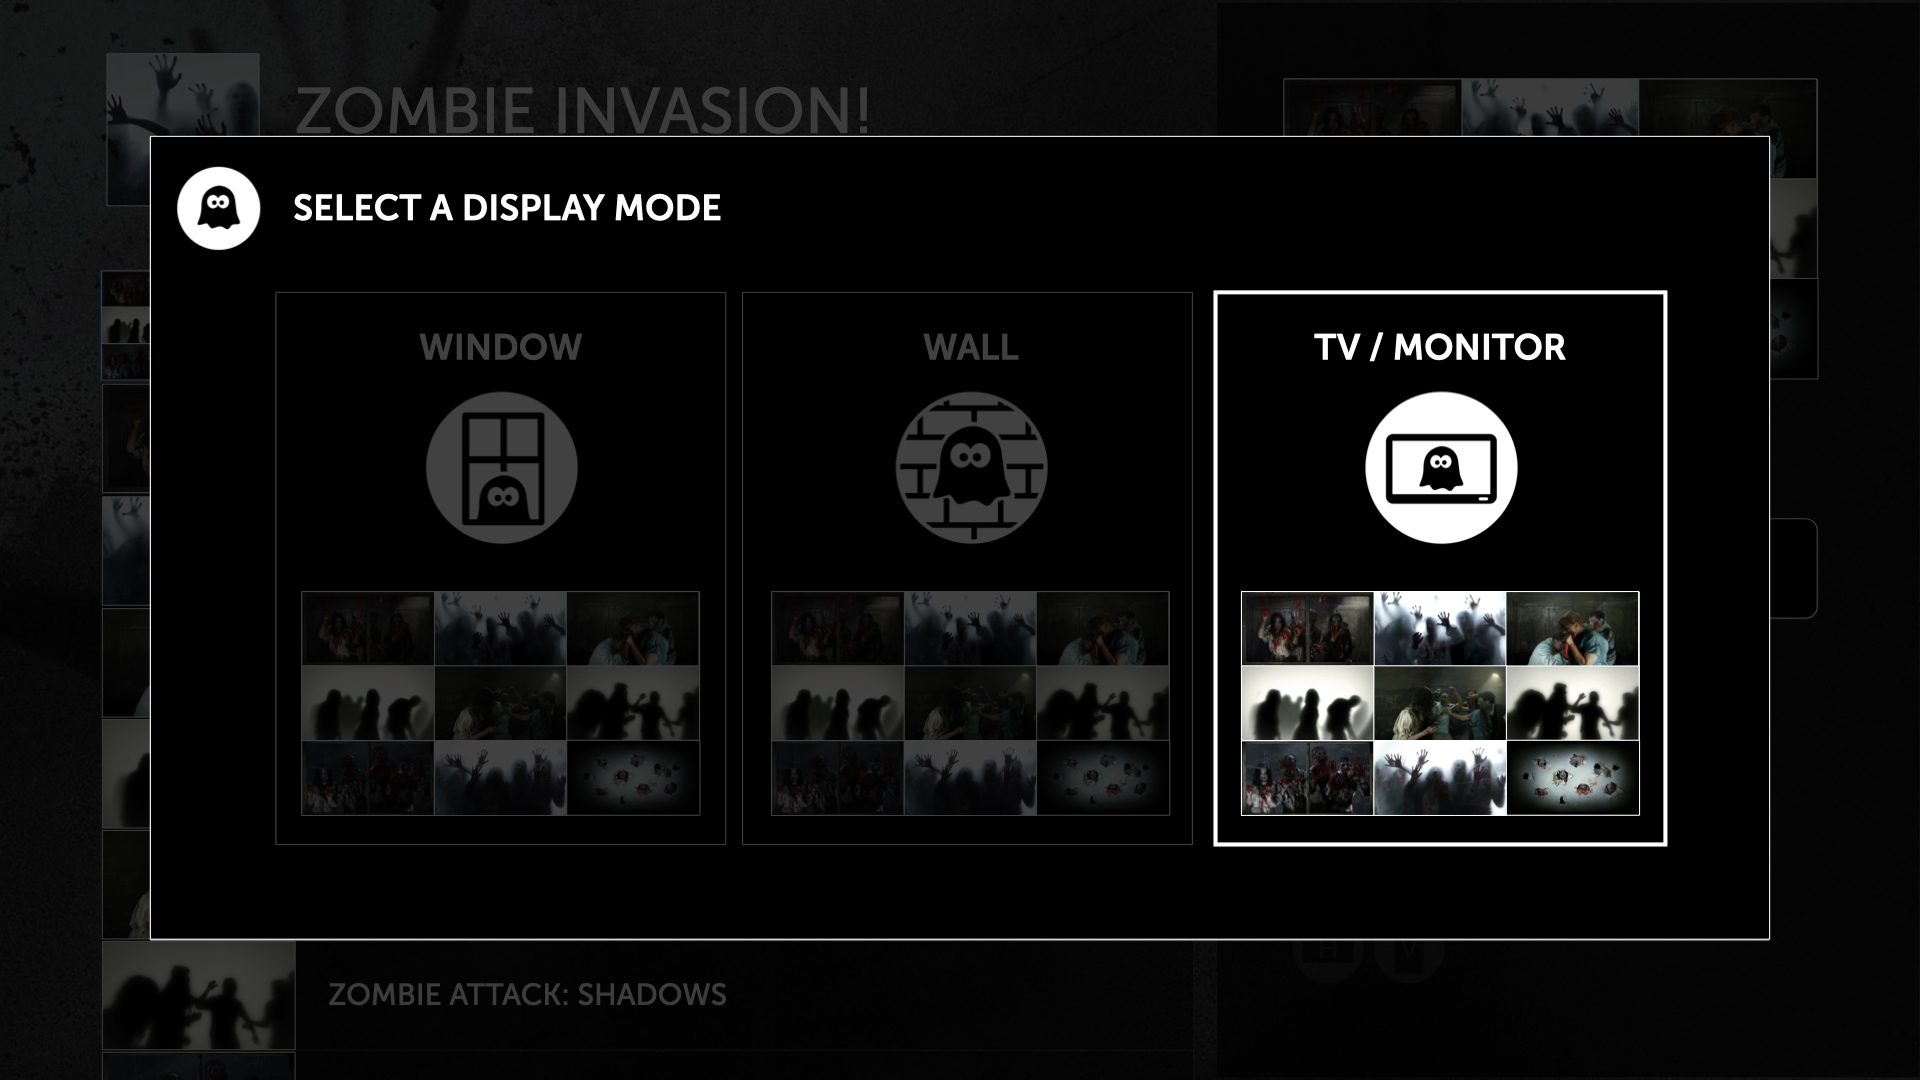 ZOMBIE INVASION!
SELECT A DISPLAY MODE
WINDOW
WALL
TV / MONITOR
ZOMBIE ATTACK: SHADOWS